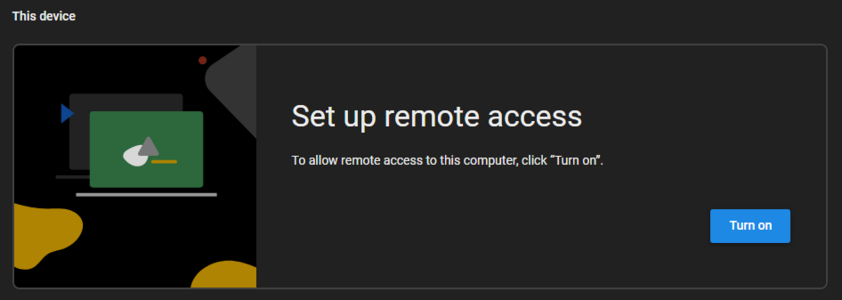 This device
Set up remote access
To allow remote access to this computer, click “Turn on”.
Turn on